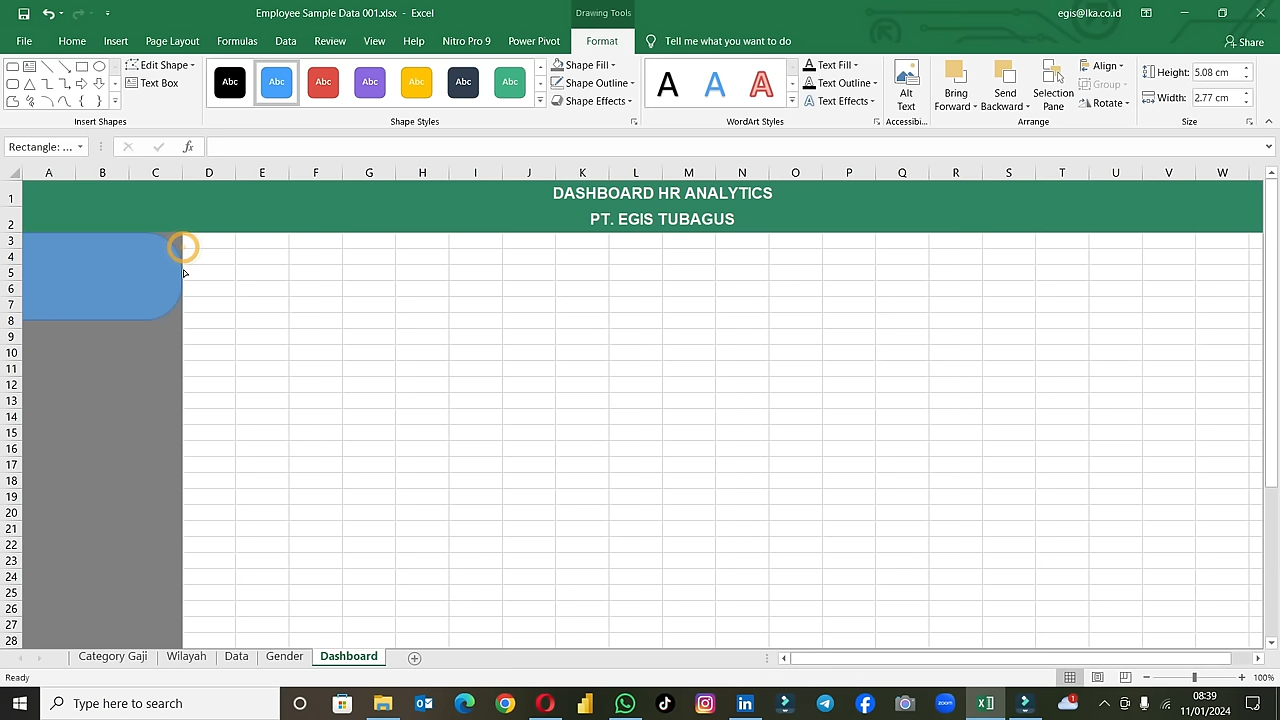 Employee Sample Data 001.xlsx - Excel
Drawing Tools
egis@lka.co.id
File Home Insert Page Layout Formulas Data Review View Help Nitro Pro 9 Power Pivot Format Tell me what you want to do Share
Edit Shape
Text Box
Insert Shapes
Abc Abc Abc Abc Abc Abc Abc
Shape Styles
Shape Fill
Shape Outline
Shape Effects
A A A
WordArt Styles
Text Fill
Text Outline
Text Effects
Alt Text
Accessibi...
Bring Forward
Send Backward
Selection Pane
Align
Group
Rotate
Arrange
Height: 5.08 cm
Width: 2.77 cm
Size
Rectangle: ... fx
A B C D E F G H I J K L M N O P Q R S T U V W
1 DASHBOARD HR ANALYTICS
2 PT. EGIS TUBAGUS
3
4
5
6
7
8
9
10
11
12
13
14
15
16
17
18
19
20
21
22
23
24
25
26
27
28
Category Gaji Wilayah Data Gender Dashboard
Ready
100%
Type here to search
zoom
1
08:39
11/01/2024